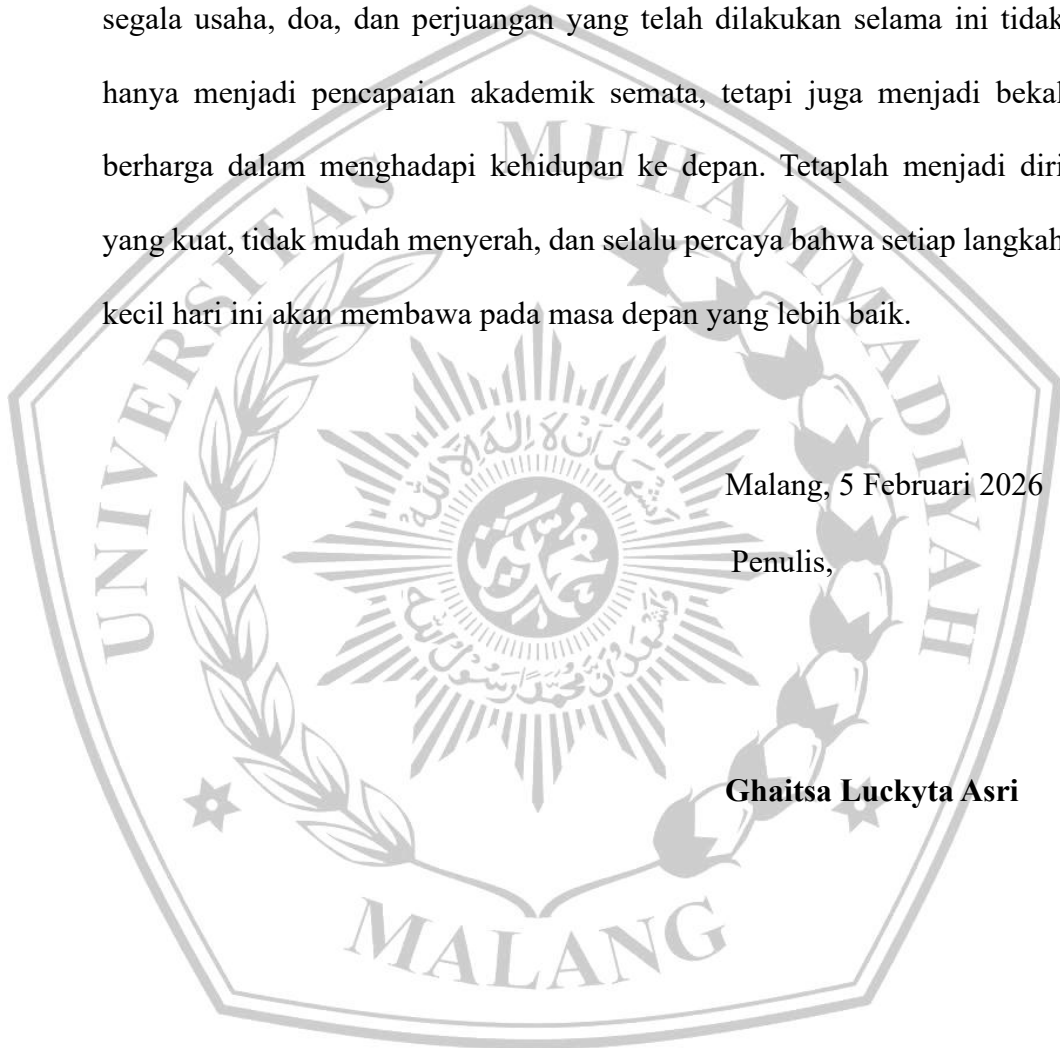 segala usaha, doa, dan perjuangan yang telah dilakukan selama ini tidak
hanya menjadi pencapaian akademik semata, tetapi juga menjadi bekal
berharga dalam menghadapi kehidupan ke depan. Tetaplah menjadi diri
yang kuat, tidak mudah menyerah, dan selalu percaya bahwa setiap langkah
kecil hari ini akan membawa pada masa depan yang lebih baik.
Malang, 5 Februari 2026
Penulis,
Ghaitsa Luckyta Asri
UNIVERSITAS MUHAMMADIYAH
MALANG